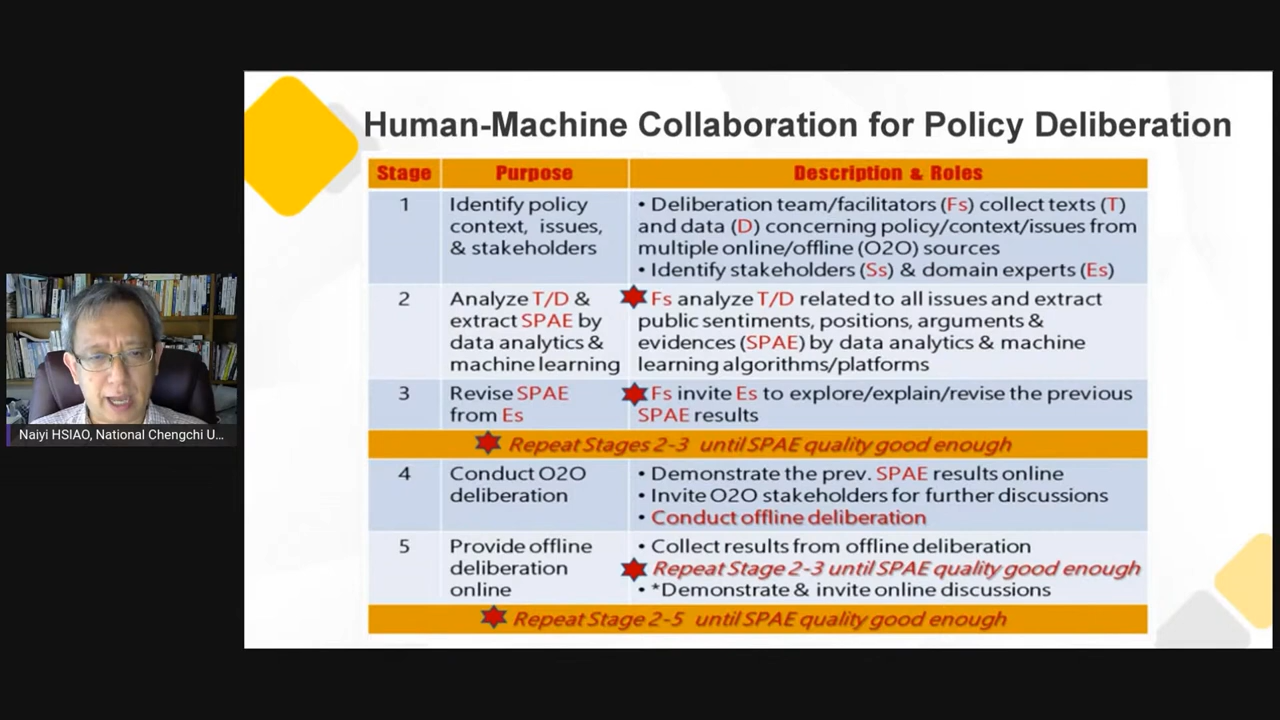 Human-Machine Collaboration for Policy Deliberation
Stage Purpose Description & Roles
1
Identify policy
context, issues,
& stakeholders
• Deliberation team/facilitators (Fs) collect texts (T)
and data (D) concerning policy/context/issues from
multiple online/offline (O2O) sources
• Identify stakeholders (Ss) & domain experts (Es)
2
Analyze T/D &
extract SPAE by
data analytics &
machine learning
Fs analyze T/D related to all issues and extract
public sentiments, positions, arguments &
evidences (SPAE) by data analytics & machine
learning algorithms/platforms
3
Revise SPAE
from Es
Fs invite Es to explore/explain/revise the previous
SPAE results
Repeat Stages 2-3 until SPAE quality good enough
4
Conduct O2O
deliberation
• Demonstrate the prev. SPAE results online
• Invite O2O stakeholders for further discussions
• Conduct offline deliberation
5
Provide offline
deliberation
online
• Collect results from offline deliberation
Repeat Stage 2-3 until SPAE quality good enough
• *Demonstrate & invite online discussions
Repeat Stage 2-5 until SPAE quality good enough
Naiyi HSIAO, National Chengchi U...